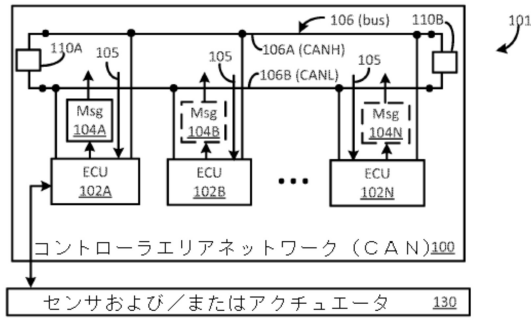 106 (bus)
110B
101
110A
105
106A (CANH)
105
106B (CANL)
Msg
104A
Msg
104B
Msg
104N
ECU
102A
ECU
102B
ECU
102N
コントローラエリアネットワーク（CAN）100
センサおよび／またはアクチュエータ 130